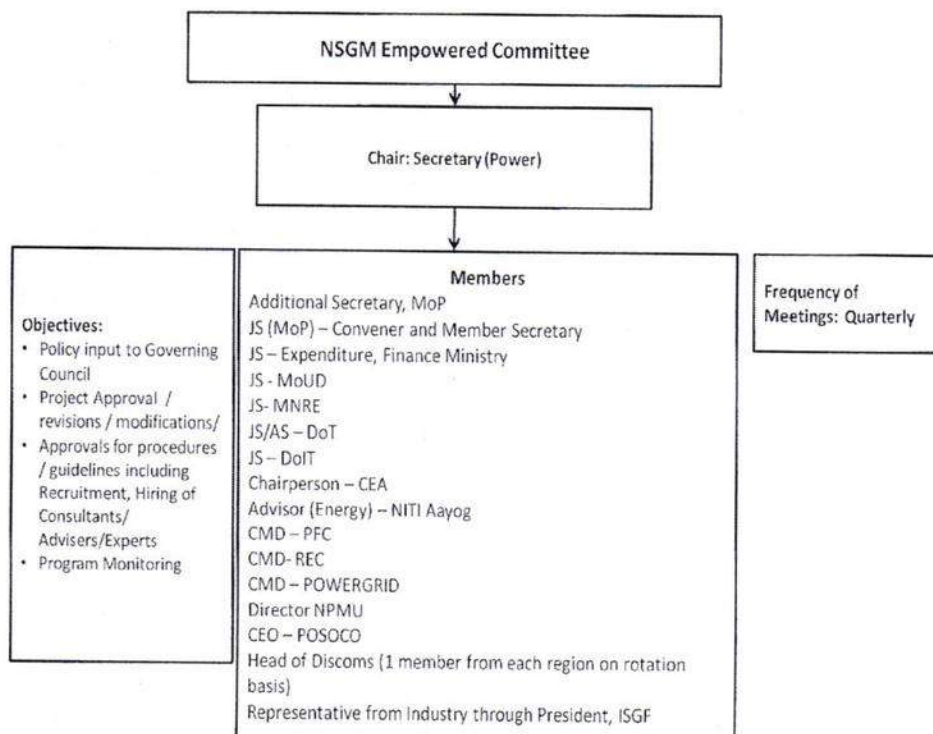 NSGM Empowered Committee
Chair: Secretary (Power)
Objectives:
• Policy input to Governing
Council
• Project Approval /
revisions / modifications/
• Approvals for procedures
/ guidelines including
Recruitment, Hiring of
Consultants/
Advisers/Experts
• Program Monitoring
Members
Additional Secretary, MoP
JS (MoP) – Convener and Member Secretary
JS – Expenditure, Finance Ministry
JS - MoUD
JS- MNRE
JS/AS – DoT
JS – DoIT
Chairperson – CEA
Advisor (Energy) – NITI Aayog
CMD – PFC
CMD- REC
CMD – POWERGRID
Director NPMU
CEO – POSOCO
Head of Discoms (1 member from each region on rotation
basis)
Representative from Industry through President, ISGF
Frequency of
Meetings: Quarterly